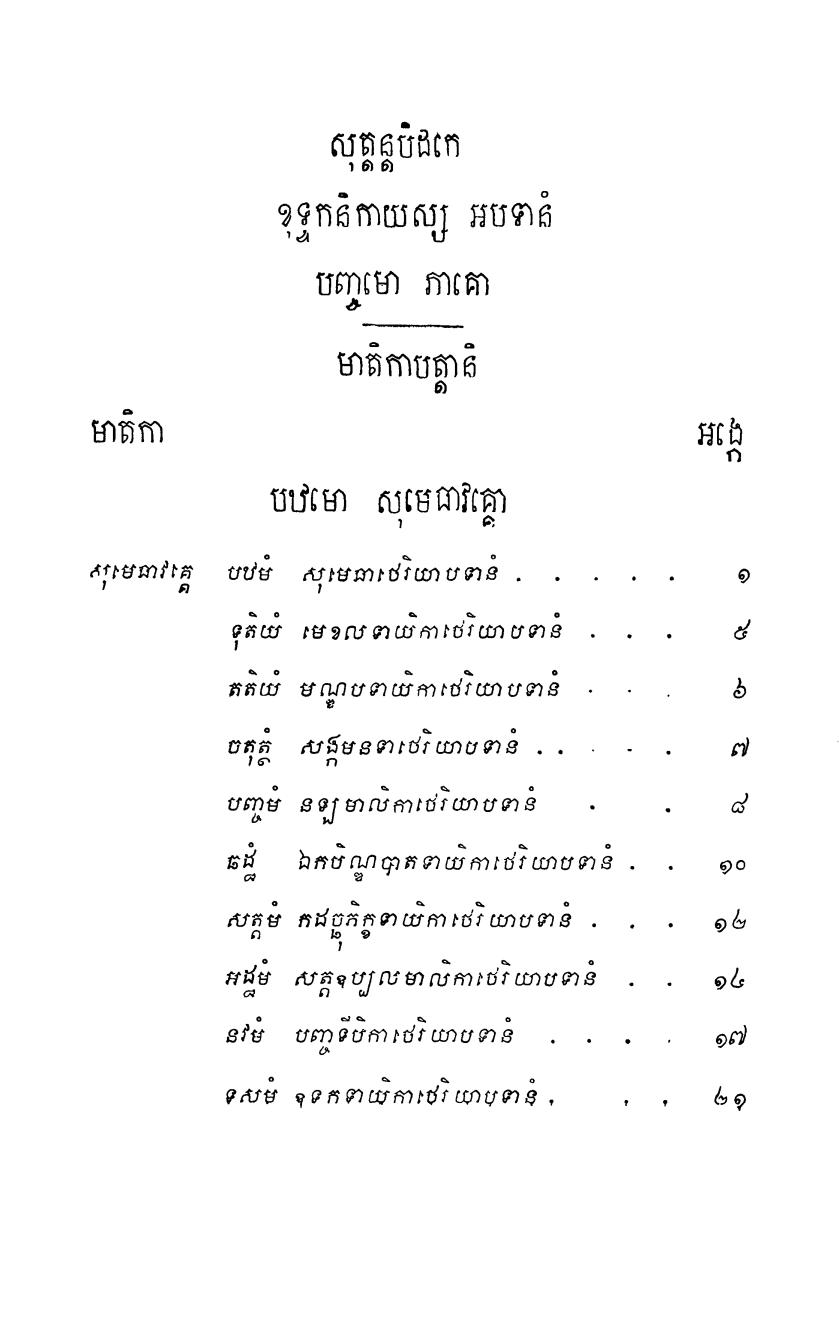 សុត្តន្តបិដកេ
ខុទ្ទកនិកាយស្ស អបទានំ
បញ្ចមោ ភាគោ
មាតិកាបត្តានិ
មាតិកា អង្កេ
បឋមោ សុមេធាវគ្គោ
សុមេធាវគ្គេ បឋមំ សុមេធាថេរិយាបទានំ . . . . . ១
ទុតិយំ មេខលទាយិកាថេរិយាបទានំ . . . ៥
តតិយំ មណ្ឌបទាយិកាថេរិយាបទានំ . . . ៦
ចតុត្ថំ សង្កមនទាថេរិយាបទានំ . . . . . ៧
បញ្ចមំ នឡមាលិកាថេរិយាបទានំ . . ៨
ឆដ្ឋំ ឯកបិណ្ឌបាតទាយិកាថេរិយាបទានំ . . ១០
សត្តមំ កដច្ឆុភិក្ខទាយិកាថេរិយាបទានំ . . . ១២
អដ្ឋមំ សត្តឧប្បលមាលិកាថេរិយាបទានំ . . ១៤
នវមំ បញ្ចទីបិកាថេរិយាបទានំ . . . . ១៧
ទសមំ ឧទកទាយិកាថេរិយាបទានំ . . . ២១